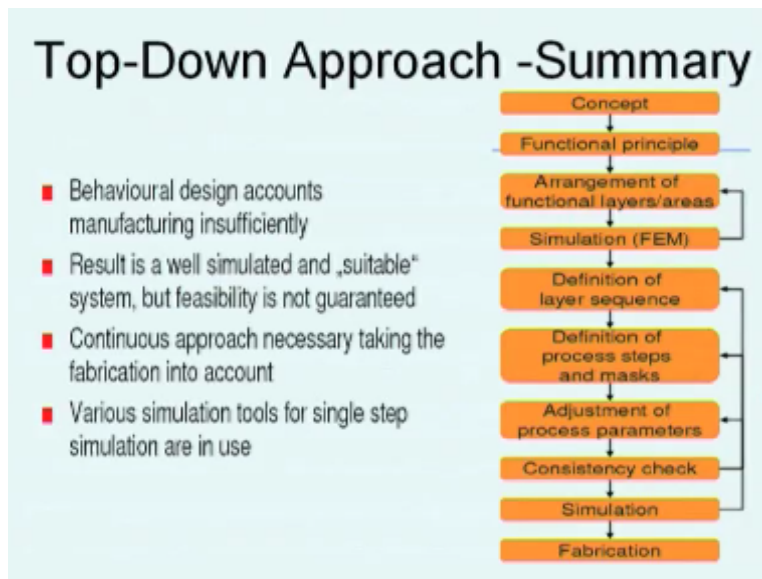 Top-Down Approach -Summary
Behavioural design accounts
manufacturing insufficiently
Result is a well simulated and „suitable“
system, but feasibility is not guaranteed
Continuous approach necessary taking the
fabrication into account
Various simulation tools for single step
simulation are in use
Concept
Functional principle
Arrangement of
functional layers/areas
Simulation (FEM)
Definition of
layer sequence
Definition of
process steps
and masks
Adjustment of
process parameters
Consistency check
Simulation
Fabrication